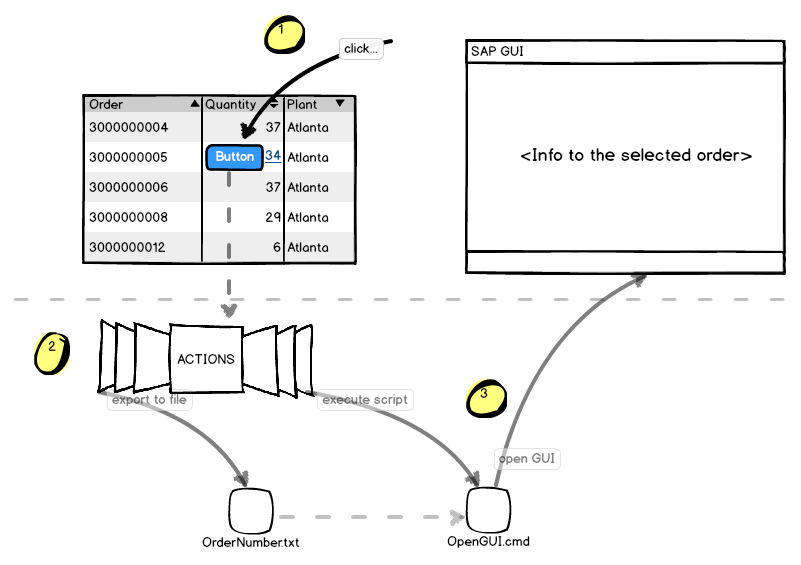 1
click...
SAP GUI
Order Quantity Plant
3000000004 37 Atlanta
3000000005 Button 34 Atlanta
3000000006 37 Atlanta
3000000008 29 Atlanta
3000000012 6 Atlanta
<Info to the selected order>
2
ACTIONS
export to file
execute script
3
open GUI
OrderNumber.txt
OpenGUI.cmd